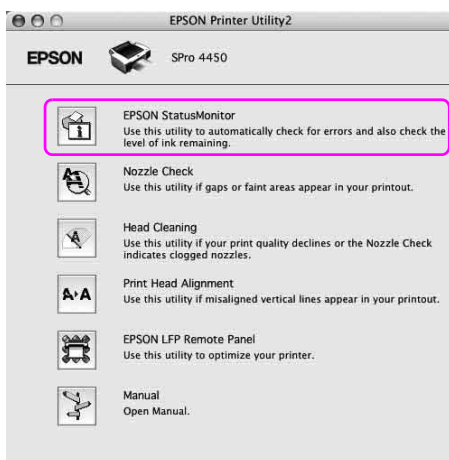 EPSON Printer Utility2
EPSON
SPro 4450
EPSON StatusMonitor
Use this utility to automatically check for errors and also check the
level of ink remaining.
Nozzle Check
Use this utility if gaps or faint areas appear in your printout.
Head Cleaning
Use this utility if your print quality declines or the Nozzle Check
indicates clogged nozzles.
Print Head Alignment
Use this utility if misaligned vertical lines appear in your printout.
EPSON LFP Remote Panel
Use this utility to optimize your printer.
Manual
Open Manual.